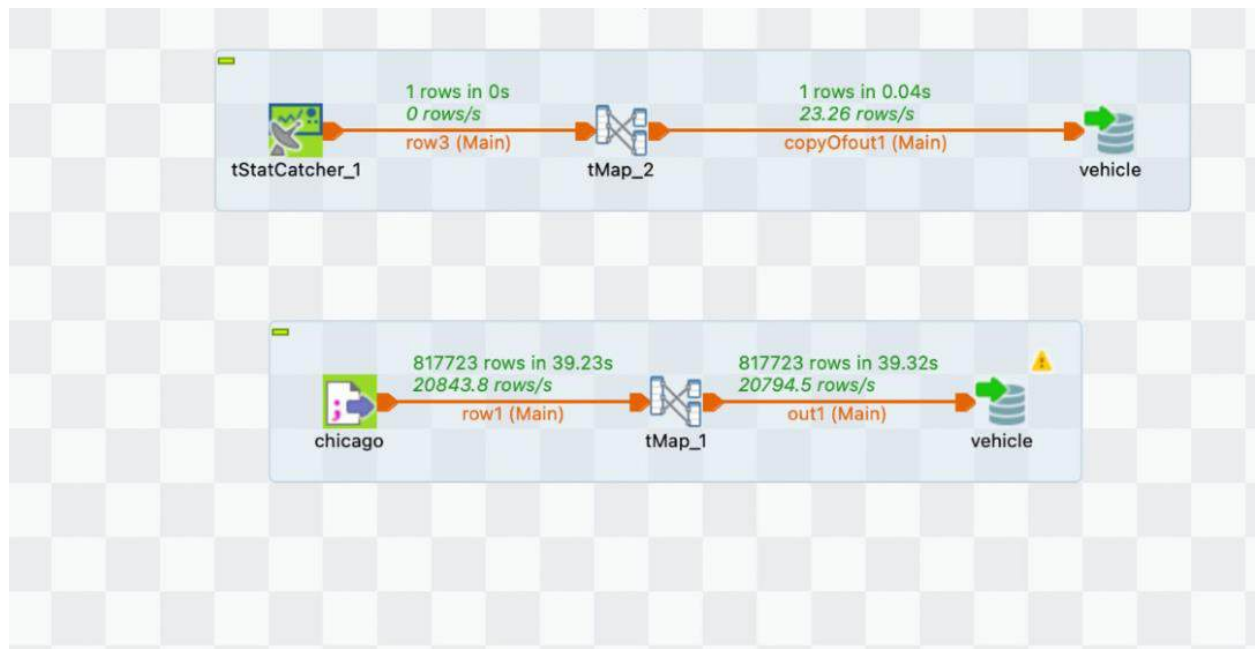 1 rows in 0s
0 rows/s
row3 (Main)
1 rows in 0.04s
23.26 rows/s
copyOfout1 (Main)
tStatCatcher_1
tMap_2
vehicle
817723 rows in 39.23s
20843.8 rows/s
row1 (Main)
817723 rows in 39.32s
20794.5 rows/s
out1 (Main)
chicago
tMap_1
vehicle